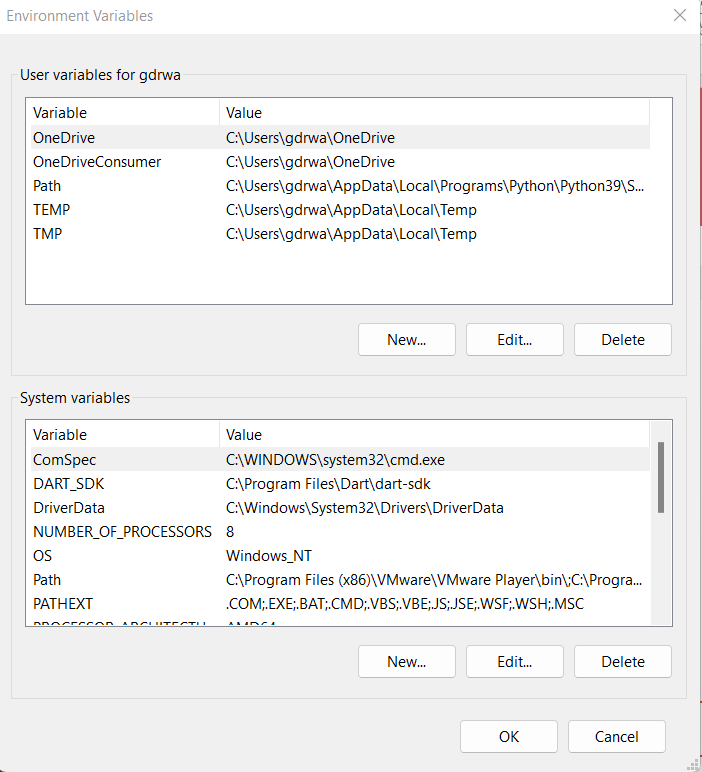 Environment Variables
User variables for gdrwa
Variable Value
OneDrive C:\Users\gdrwa\OneDrive
OneDriveConsumer C:\Users\gdrwa\OneDrive
Path C:\Users\gdrwa\AppData\Local\Programs\Python\Python39\S...
TEMP C:\Users\gdrwa\AppData\Local\Temp
TMP C:\Users\gdrwa\AppData\Local\Temp
New... Edit... Delete
System variables
Variable Value
ComSpec C:\WINDOWS\system32\cmd.exe
DART_SDK C:\Program Files\Dart\dart-sdk
DriverData C:\Windows\System32\Drivers\DriverData
NUMBER_OF_PROCESSORS 8
OS Windows_NT
Path C:\Program Files (x86)\VMware\VMware Player\bin\;C:\Progra...
PATHEXT .COM;.EXE;.BAT;.CMD;.VBS;.VBE;.JS;.JSE;.WSF;.WSH;.MSC
PROCESSOR_ARCHITECTU... AMD64
New... Edit... Delete
OK Cancel